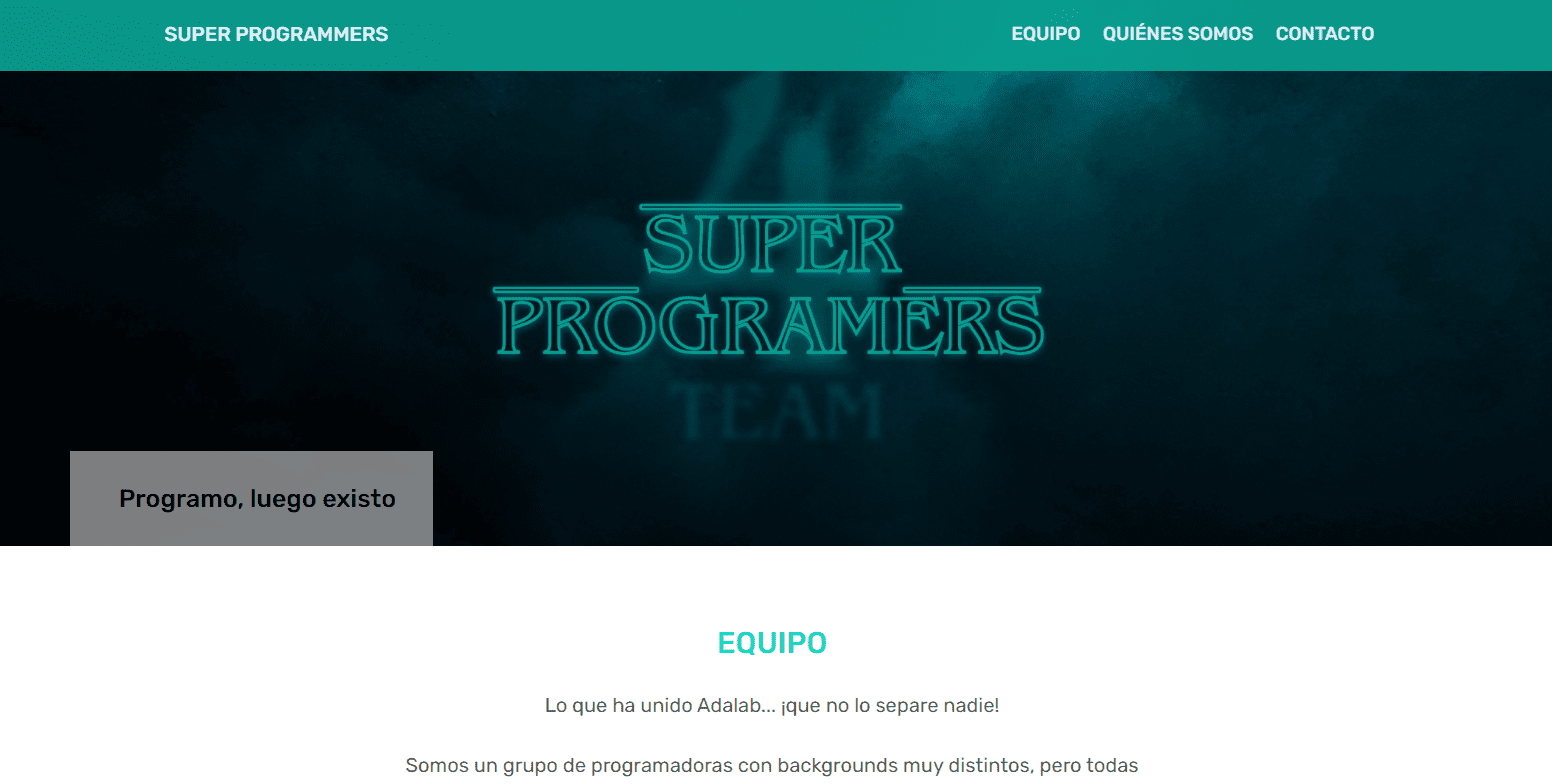 SUPER PROGRAMMERS
EQUIPO QUIÉNES SOMOS CONTACTO
SUPER
PROGRAMERS
TEAM
Programo, luego existo
EQUIPO
Lo que ha unido Adalab... ¡que no lo separe nadie!
Somos un grupo de programadoras con backgrounds muy distintos, pero todas